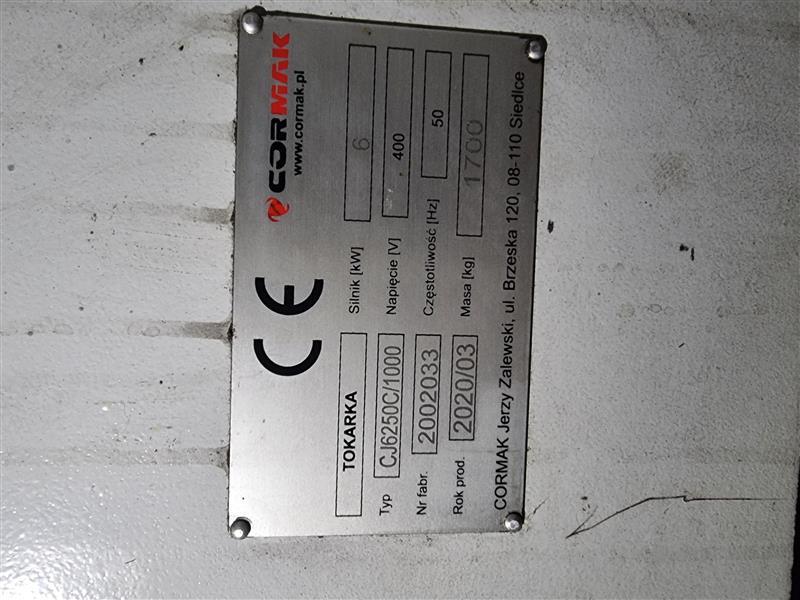 CE
CORMAK
www.cormak.pl
TOKARKA
Silnik [kW] 6
Typ CJ6250C/1000
Napięcie [V] 400
Nr fabr. 2002033
Częstotliwość [Hz] 50
Rok prod. 2020/03
Masa [kg] 1700
CORMAK Jerzy Zalewski, ul. Brzeska 120, 08-110 Siedlce